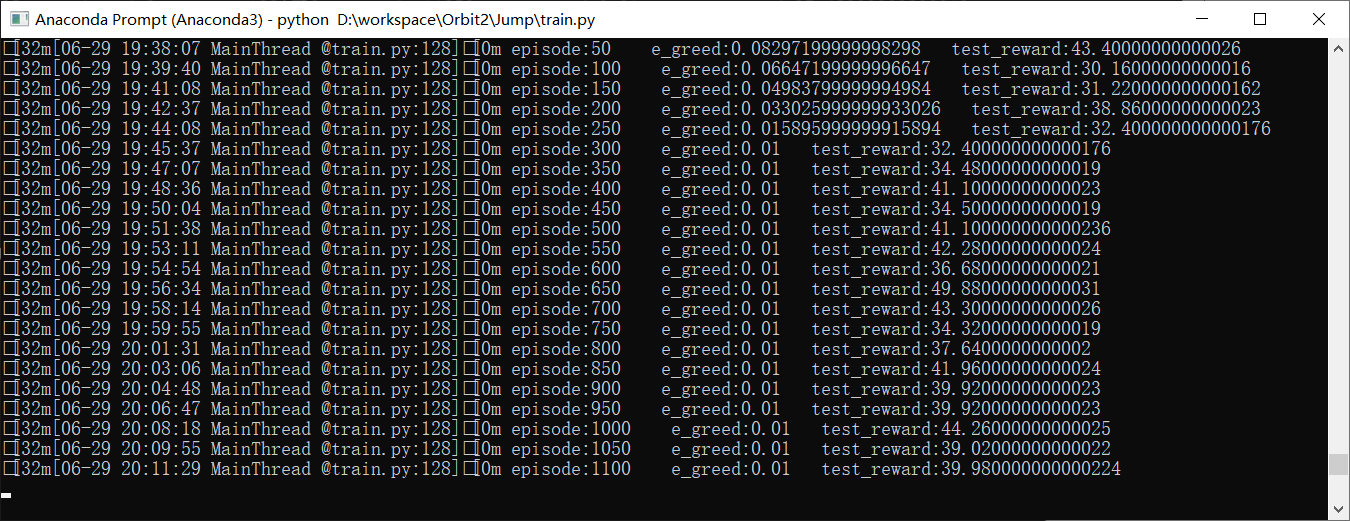 Anaconda Prompt (Anaconda3) - python D:\workspace\Orbit2\Jump\train.py
[32m[06-29 19:38:07 MainThread @train.py:128][0m episode:50 e_greed:0.08297199999998298 test_reward:43.40000000000026
[32m[06-29 19:39:40 MainThread @train.py:128][0m episode:100 e_greed:0.06647199999996647 test_reward:30.16000000000016
[32m[06-29 19:41:08 MainThread @train.py:128][0m episode:150 e_greed:0.04983799999994984 test_reward:31.220000000000162
[32m[06-29 19:42:37 MainThread @train.py:128][0m episode:200 e_greed:0.033025999999933026 test_reward:38.86000000000023
[32m[06-29 19:44:08 MainThread @train.py:128][0m episode:250 e_greed:0.015895999999915894 test_reward:32.400000000000176
[32m[06-29 19:45:37 MainThread @train.py:128][0m episode:300 e_greed:0.01 test_reward:32.400000000000176
[32m[06-29 19:47:07 MainThread @train.py:128][0m episode:350 e_greed:0.01 test_reward:34.48000000000019
[32m[06-29 19:48:36 MainThread @train.py:128][0m episode:400 e_greed:0.01 test_reward:41.10000000000023
[32m[06-29 19:50:04 MainThread @train.py:128][0m episode:450 e_greed:0.01 test_reward:34.50000000000019
[32m[06-29 19:51:38 MainThread @train.py:128][0m episode:500 e_greed:0.01 test_reward:41.100000000000236
[32m[06-29 19:53:11 MainThread @train.py:128][0m episode:550 e_greed:0.01 test_reward:42.28000000000024
[32m[06-29 19:54:54 MainThread @train.py:128][0m episode:600 e_greed:0.01 test_reward:36.68000000000021
[32m[06-29 19:56:34 MainThread @train.py:128][0m episode:650 e_greed:0.01 test_reward:49.88000000000031
[32m[06-29 19:58:14 MainThread @train.py:128][0m episode:700 e_greed:0.01 test_reward:43.30000000000026
[32m[06-29 19:59:55 MainThread @train.py:128][0m episode:750 e_greed:0.01 test_reward:34.32000000000019
[32m[06-29 20:01:31 MainThread @train.py:128][0m episode:800 e_greed:0.01 test_reward:37.6400000000002
[32m[06-29 20:03:06 MainThread @train.py:128][0m episode:850 e_greed:0.01 test_reward:41.96000000000024
[32m[06-29 20:04:48 MainThread @train.py:128][0m episode:900 e_greed:0.01 test_reward:39.92000000000023
[32m[06-29 20:06:47 MainThread @train.py:128][0m episode:950 e_greed:0.01 test_reward:39.92000000000023
[32m[06-29 20:08:18 MainThread @train.py:128][0m episode:1000 e_greed:0.01 test_reward:44.26000000000025
[32m[06-29 20:09:55 MainThread @train.py:128][0m episode:1050 e_greed:0.01 test_reward:39.02000000000022
[32m[06-29 20:11:29 MainThread @train.py:128][0m episode:1100 e_greed:0.01 test_reward:39.980000000000224